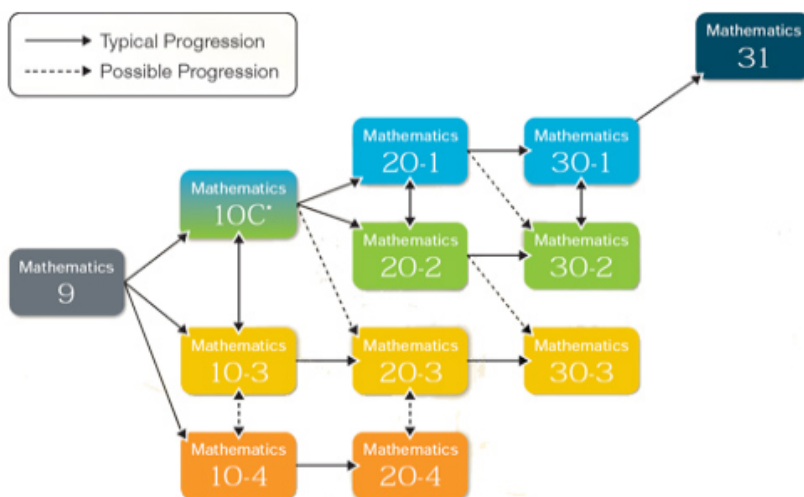 Typical Progression
Possible Progression
Mathematics
31
Mathematics
20-1
Mathematics
30-1
Mathematics
10C*
Mathematics
20-2
Mathematics
30-2
Mathematics
9
Mathematics
10-3
Mathematics
20-3
Mathematics
30-3
Mathematics
10-4
Mathematics
20-4